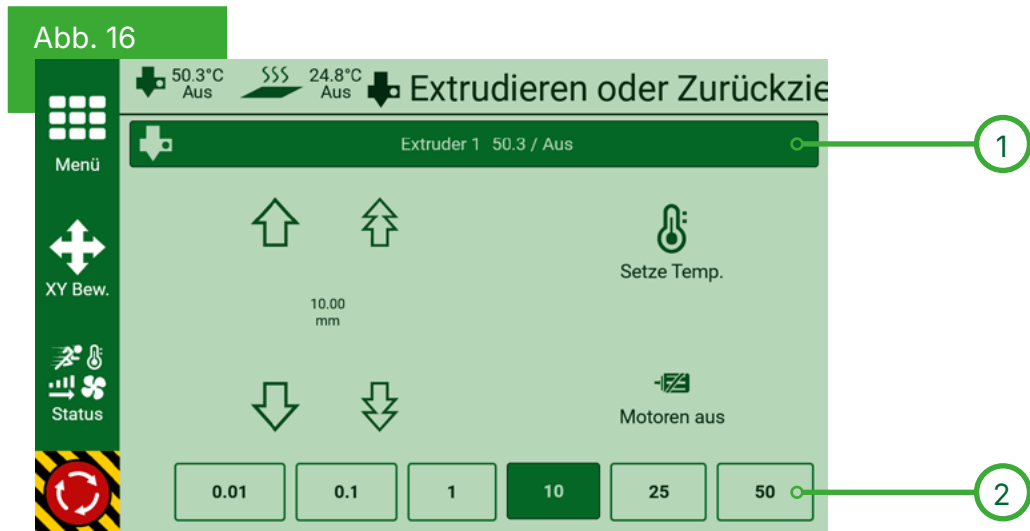 Abb. 16
50.3°C
Aus
24.8°C
Aus
Extrudieren oder Zurückzie
Menü
Extruder 1 50.3 / Aus
1
XY Bew.
Setze Temp.
10.00
mm
Status
Motoren aus
0.01
0.1
1
10
25
50
2